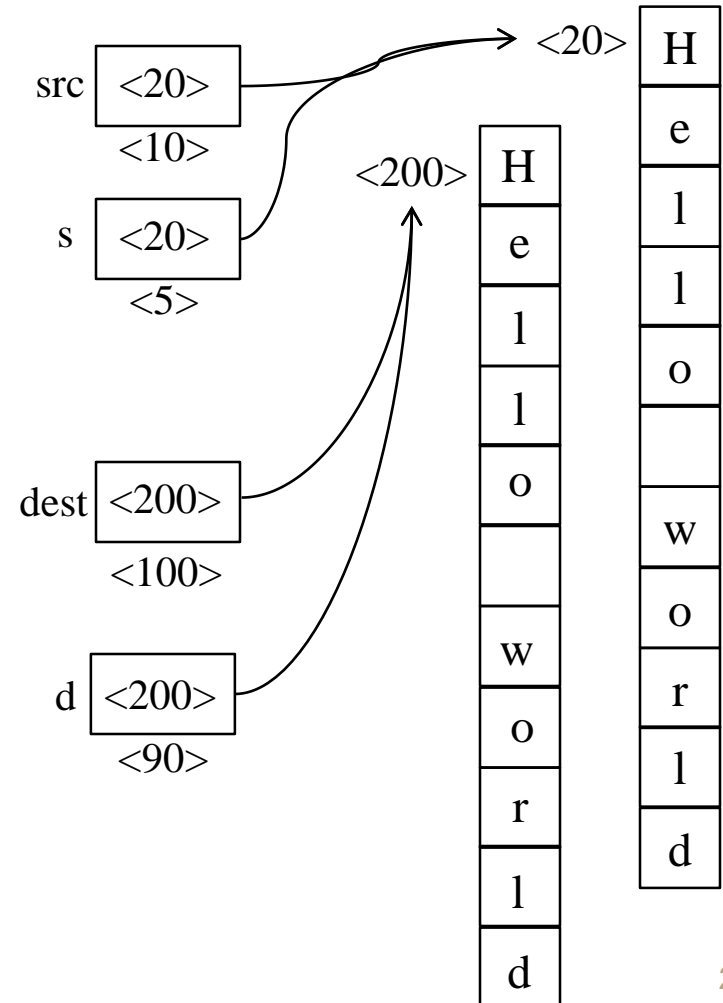 src <20>
<10>
s <20>
<5>
dest <200>
<100>
d <200>
<90>
<200>
H
e
l
l
o
w
o
r
l
d
<20>
H
e
l
l
o
w
o
r
l
d